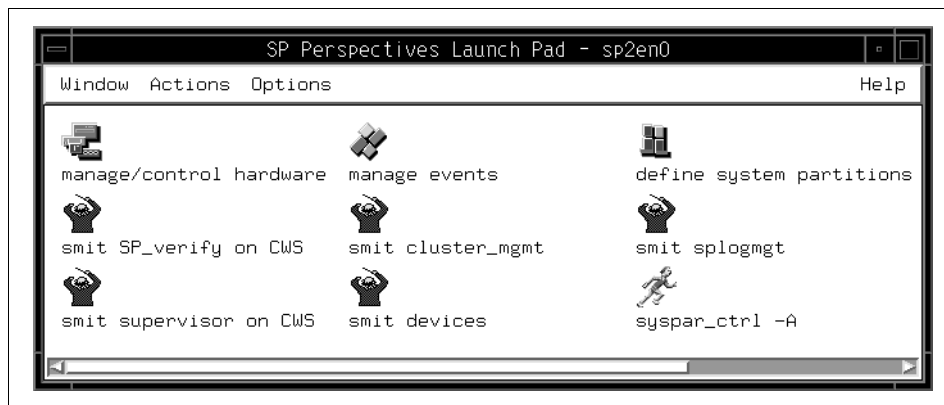 SP Perspectives Launch Pad - sp2en0
Window Actions Options Help
manage/control hardware manage events define system partitions
smit SP_verify on CWS smit cluster_mgmt smit splogmgt
smit supervisor on CWS smit devices syspar_ctrl -A